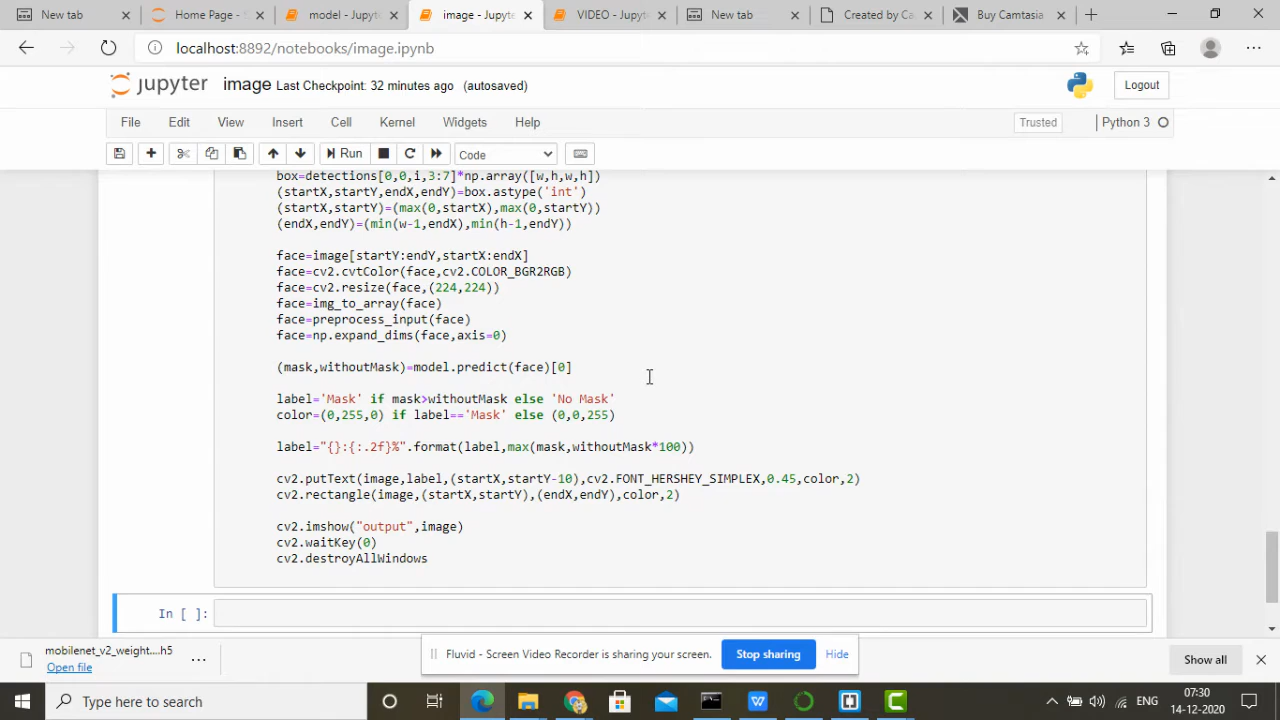 New tab
Home Page - S
model - Jupyte
image - Jupyte
VIDEO - Jupyte
New tab
Created by Ca
Buy Camtasia
localhost:8892/notebooks/image.ipynb
jupyter image Last Checkpoint: 32 minutes ago (autosaved)
Logout
File Edit View Insert Cell Kernel Widgets Help
Trusted Python 3
Run Code
box=detections[0,0,i,3:7]*np.array([w,h,w,h])
(startX,startY,endX,endY)=box.astype('int')
(startX,startY)=(max(0,startX),max(0,startY))
(endX,endY)=(min(w-1,endX),min(h-1,endY))
face=image[startY:endY,startX:endX]
face=cv2.cvtColor(face,cv2.COLOR_BGR2RGB)
face=cv2.resize(face,(224,224))
face=img_to_array(face)
face=preprocess_input(face)
face=np.expand_dims(face,axis=0)
(mask,withoutMask)=model.predict(face)[0]
label='Mask' if mask>withoutMask else 'No Mask'
color=(0,255,0) if label=='Mask' else (0,0,255)
label="{}:{:.2f}%".format(label,max(mask,withoutMask*100))
cv2.putText(image,label,(startX,startY-10),cv2.FONT_HERSHEY_SIMPLEX,0.45,color,2)
cv2.rectangle(image,(startX,startY),(endX,endY),color,2)
cv2.imshow("output",image)
cv2.waitKey(0)
cv2.destroyAllWindows
In [ ]:
mobilenet_v2_weight....h5
Open file
Fluvid - Screen Video Recorder is sharing your screen.
Stop sharing
Hide
Show all
Type here to search
ENG
07:30
14-12-2020